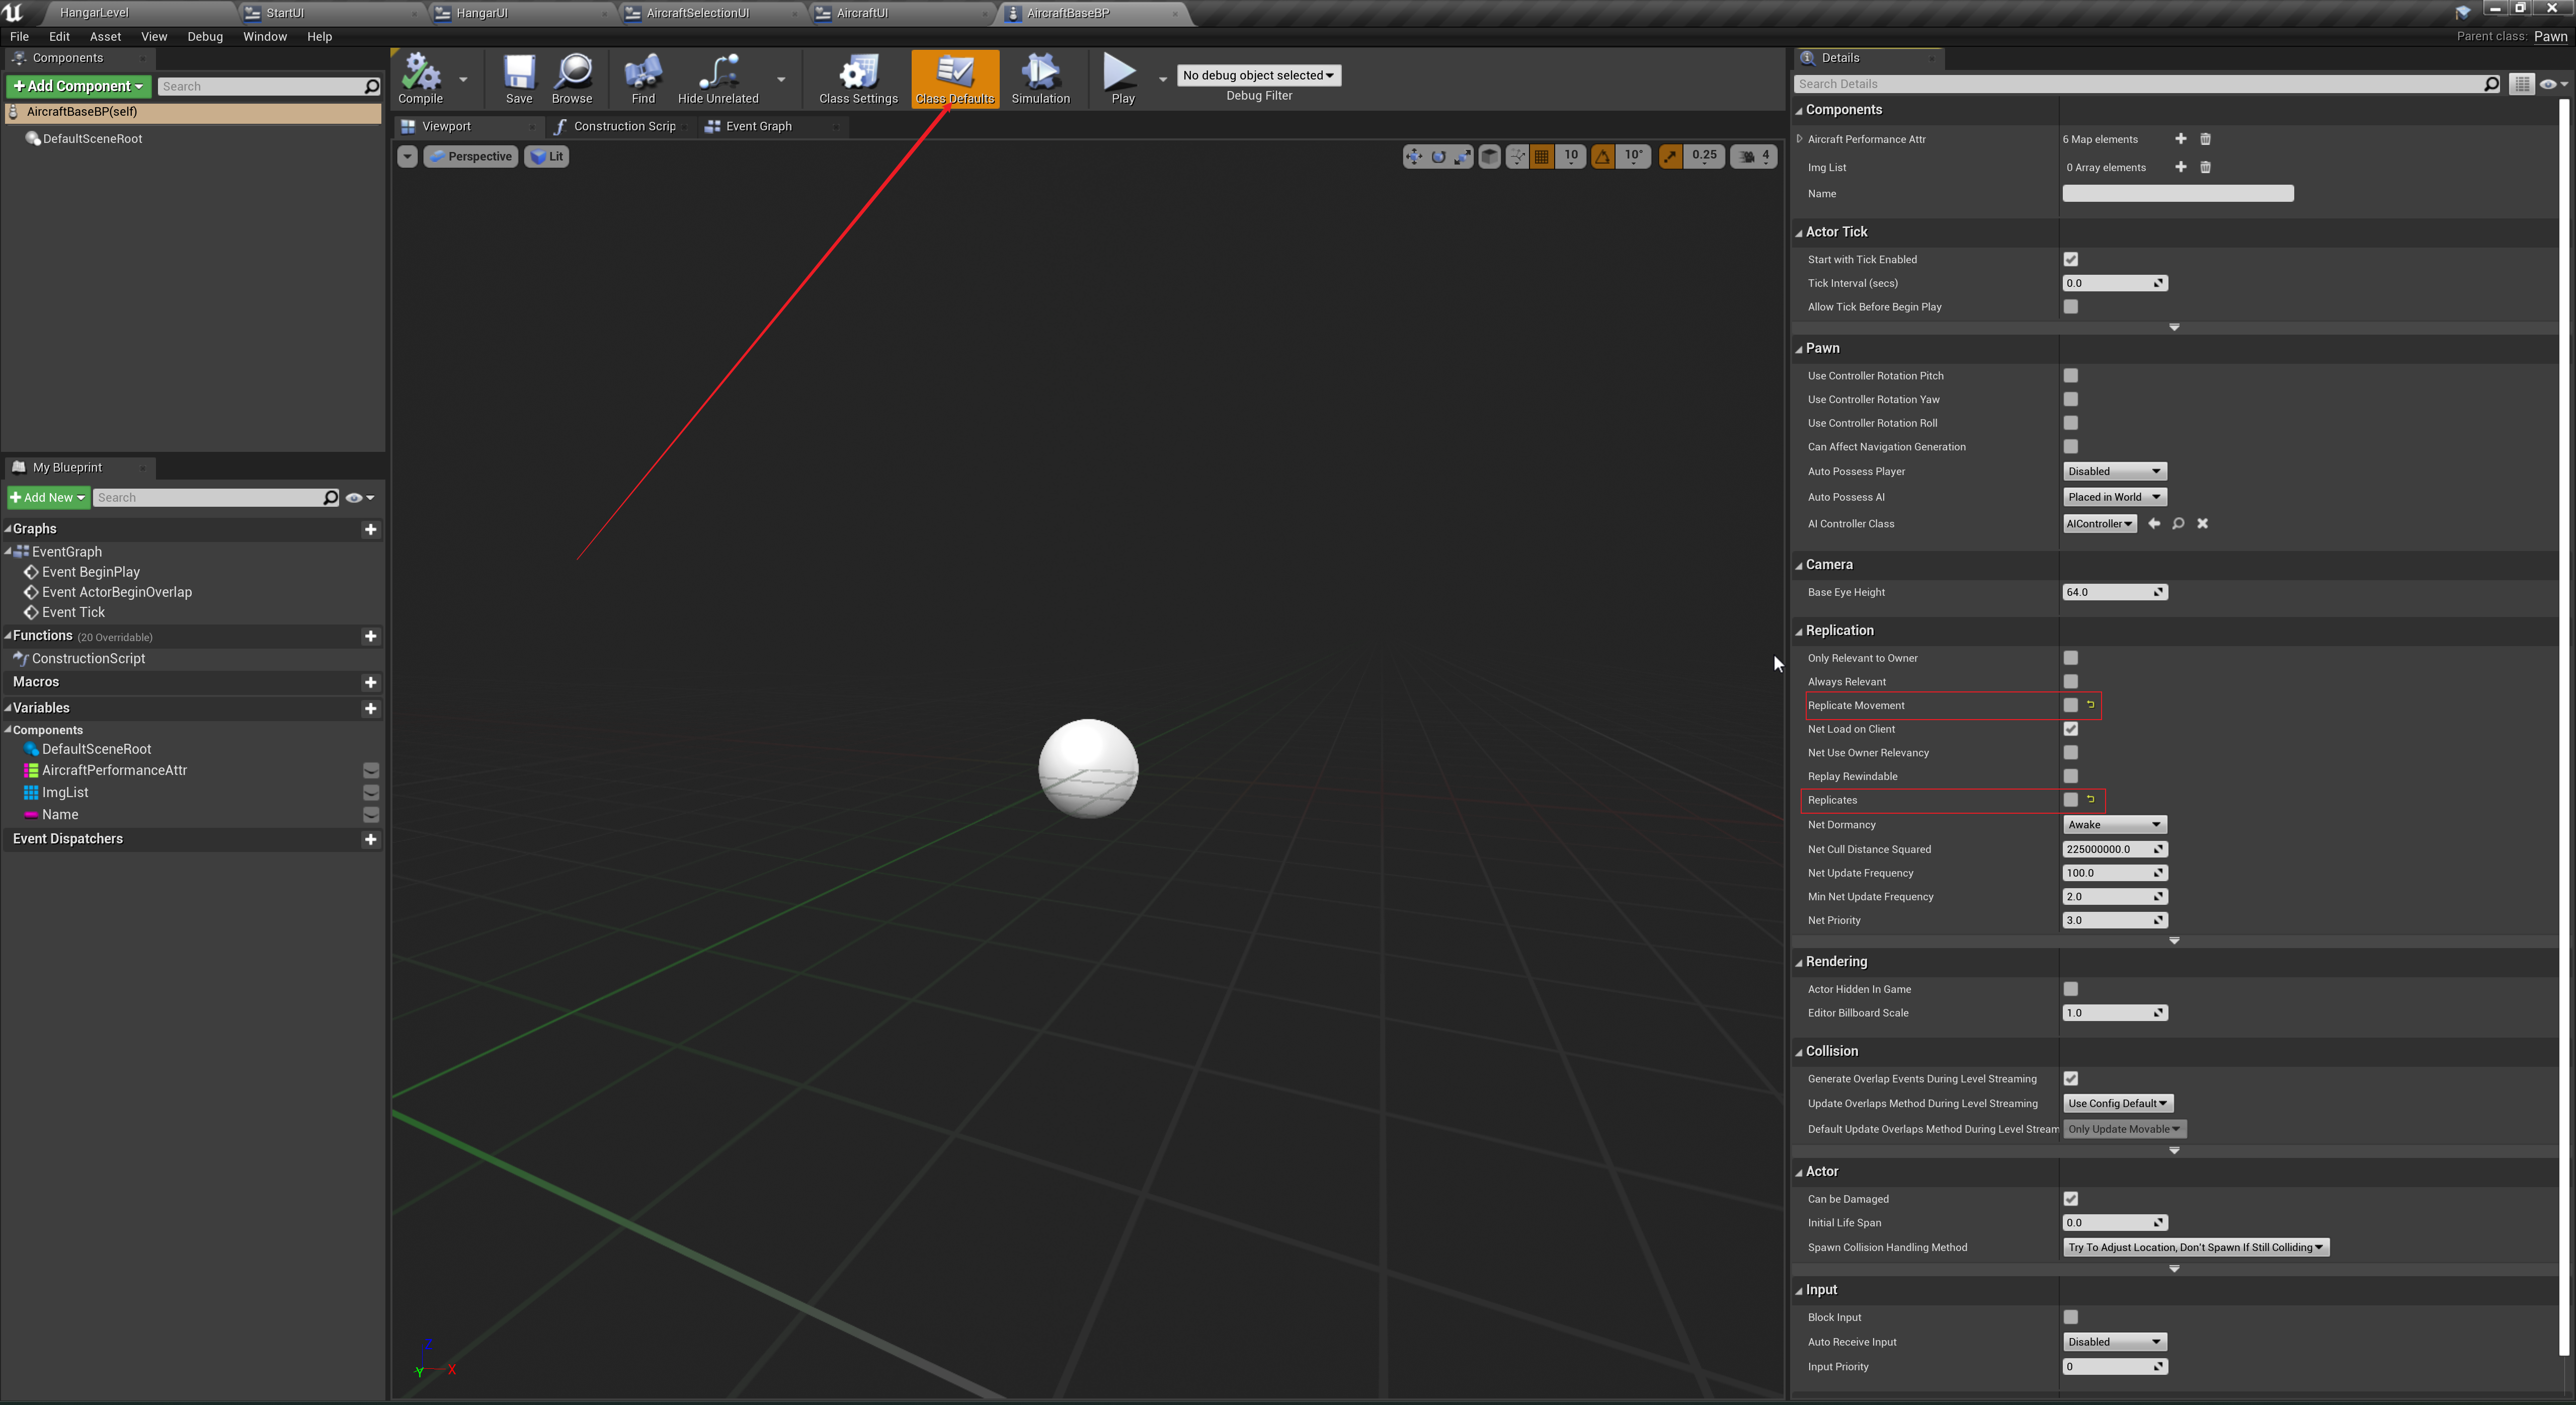 HangarLevel
StartUI
HangarUI
AircraftSelectionUI
AircraftUI
AircraftBaseBP
File Edit Asset View Debug Window Help
Parent class: Pawn
Components
Add Component
Search
AircraftBaseBP(self)
DefaultSceneRoot
Compile
Save
Browse
Find
Hide Unrelated
Class Settings
Class Defaults
Simulation
Play
No debug object selected
Debug Filter
Viewport
Construction Scrip
Event Graph
Perspective
Lit
10
10°
0.25
4
Z
Y
X
My Blueprint
Add New
Search
Graphs
EventGraph
Event BeginPlay
Event ActorBeginOverlap
Event Tick
Functions (20 Overridable)
ConstructionScript
Macros
Variables
Components
DefaultSceneRoot
AircraftPerformanceAttr
ImgList
Name
Event Dispatchers
Details
Search Details
Components
Aircraft Performance Attr 6 Map elements
Img List 0 Array elements
Name
Actor Tick
Start with Tick Enabled
Tick Interval (secs) 0.0
Allow Tick Before Begin Play
Pawn
Use Controller Rotation Pitch
Use Controller Rotation Yaw
Use Controller Rotation Roll
Can Affect Navigation Generation
Auto Possess Player Disabled
Auto Possess AI Placed in World
AI Controller Class AIController
Camera
Base Eye Height 64.0
Replication
Only Relevant to Owner
Always Relevant
Replicate Movement
Net Load on Client
Net Use Owner Relevancy
Replay Rewindable
Replicates
Net Dormancy Awake
Net Cull Distance Squared 225000000.0
Net Update Frequency 100.0
Min Net Update Frequency 2.0
Net Priority 3.0
Rendering
Actor Hidden In Game
Editor Billboard Scale 1.0
Collision
Generate Overlap Events During Level Streaming
Update Overlaps Method During Level Streaming Use Config Default
Default Update Overlaps Method During Level Stream Only Update Movable
Actor
Can be Damaged
Initial Life Span 0.0
Spawn Collision Handling Method Try To Adjust Location, Don't Spawn If Still Colliding
Input
Block Input
Auto Receive Input Disabled
Input Priority 0